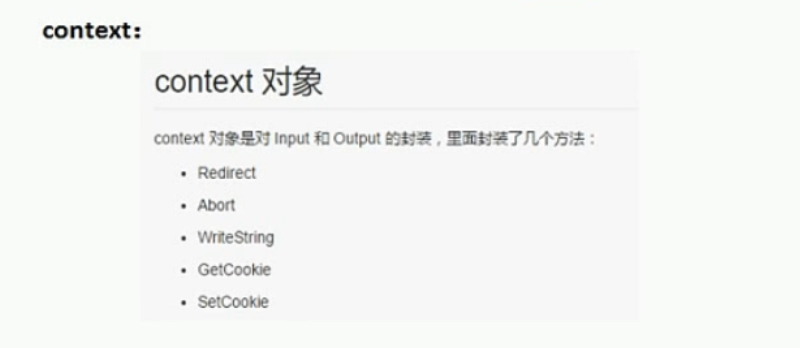 context：
context 对象
context 对象是对 Input 和 Output 的封装，里面封装了几个方法：
• Redirect
• Abort
• WriteString
• GetCookie
• SetCookie